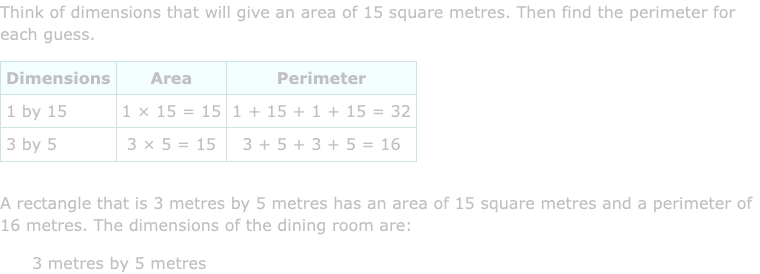 Think of dimensions that will give an area of 15 square metres. Then find the perimeter for
each guess.
Dimensions Area Perimeter
1 by 15 1 × 15 = 15 1 + 15 + 1 + 15 = 32
3 by 5 3 × 5 = 15 3 + 5 + 3 + 5 = 16
A rectangle that is 3 metres by 5 metres has an area of 15 square metres and a perimeter of
16 metres. The dimensions of the dining room are:
3 metres by 5 metres